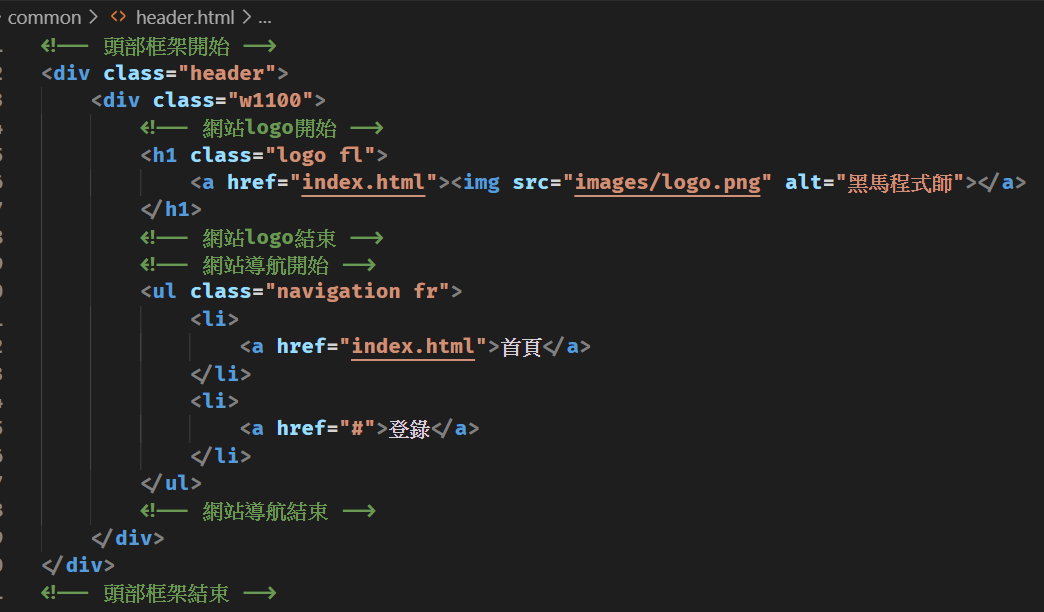 common > <> header.html > ...
<!-- 頭部框架開始 -->
<div class="header">
<div class="w1100">
<!-- 網站logo開始 -->
<h1 class="logo fl">
<a href="index.html"><img src="images/logo.png" alt="黑馬程式師"></a>
</h1>
<!-- 網站logo結束 -->
<!-- 網站導航開始 -->
<ul class="navigation fr">
<li>
<a href="index.html">首頁</a>
</li>
<li>
<a href="#">登錄</a>
</li>
</ul>
<!-- 網站導航結束 -->
</div>
</div>
<!-- 頭部框架結束 -->